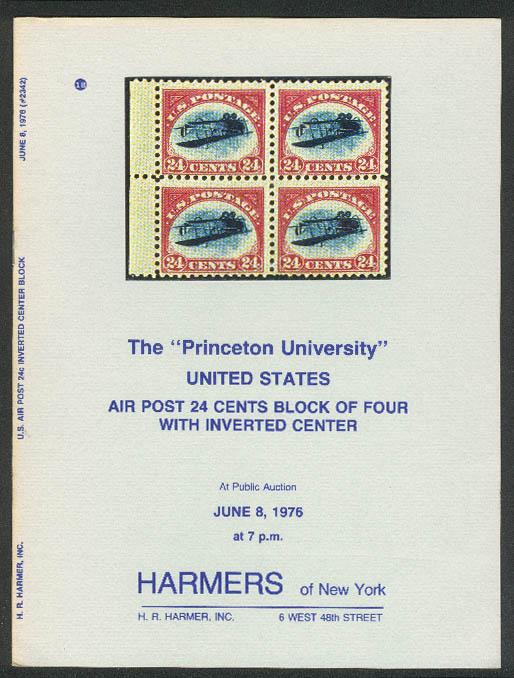 JUNE 8, 1976 (#2342)
U.S. AIR POST 24c INVERTED CENTER BLOCK
H. R. HARMER, INC.
18
U.S. POSTAGE.
24 CENTS 24
U.S. POSTAGE.
24 CENTS 24
U.S. POSTAGE.
24 CENTS 24
U.S. POSTAGE.
24 CENTS 24
The "Princeton University"
UNITED STATES
AIR POST 24 CENTS BLOCK OF FOUR
WITH INVERTED CENTER
At Public Auction
JUNE 8, 1976
at 7 p.m.
HARMERS of New York
H. R. HARMER, INC. 6 WEST 48th STREET